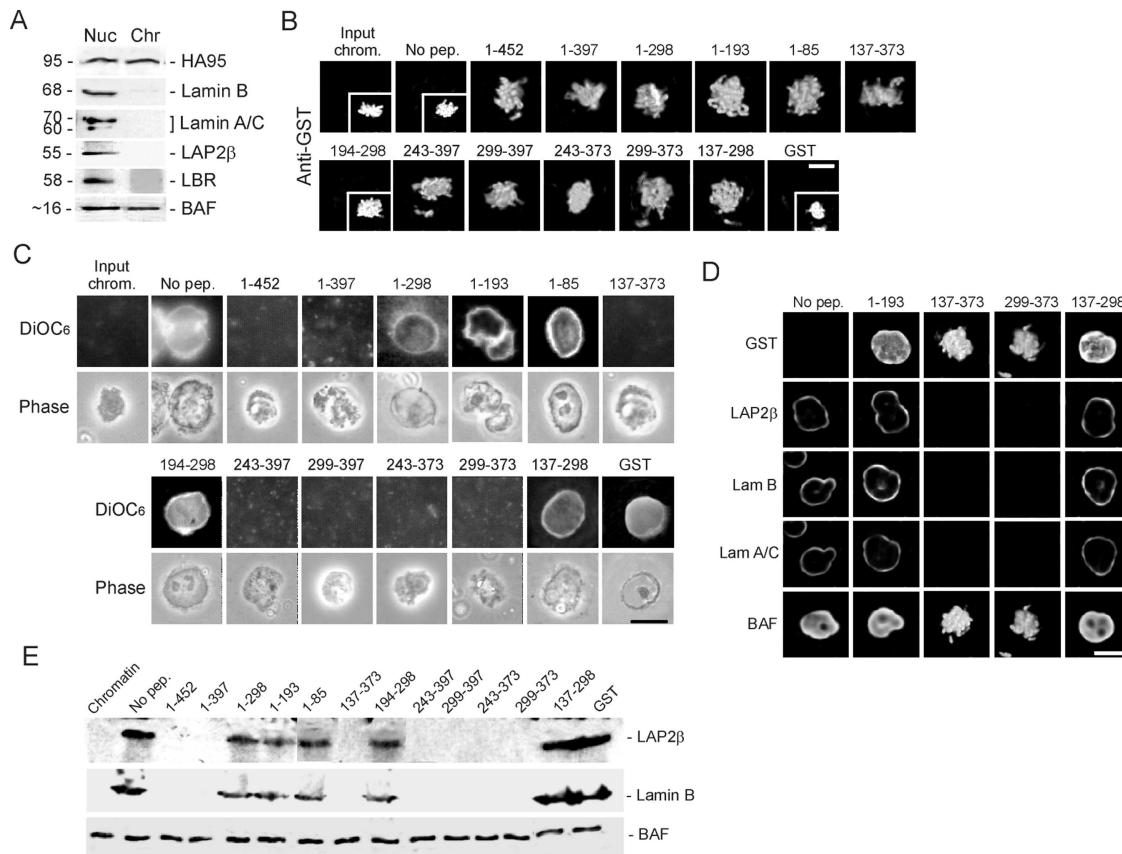 A
Nuc Chr
95 - - HA95
68 - - Lamin B
70 -
60 - ] Lamin A/C
55 - - LAP2β
58 - - LBR
~16 - - BAF
B
Input chrom. No pep. 1-452 1-397 1-298 1-193 1-85 137-373
Anti-GST
194-298 243-397 299-397 243-373 299-373 137-298 GST
C
Input chrom. No pep. 1-452 1-397 1-298 1-193 1-85 137-373
DiOC6
Phase
194-298 243-397 299-397 243-373 299-373 137-298 GST
DiOC6
Phase
D
No pep. 1-193 137-373 299-373 137-298
GST
LAP2β
Lam B
Lam A/C
BAF
E
Chromatin No pep. 1-452 1-397 1-298 1-193 1-85 137-373 194-298 243-397 299-397 243-373 299-373 137-298 GST
- LAP2β
- Lamin B
- BAF